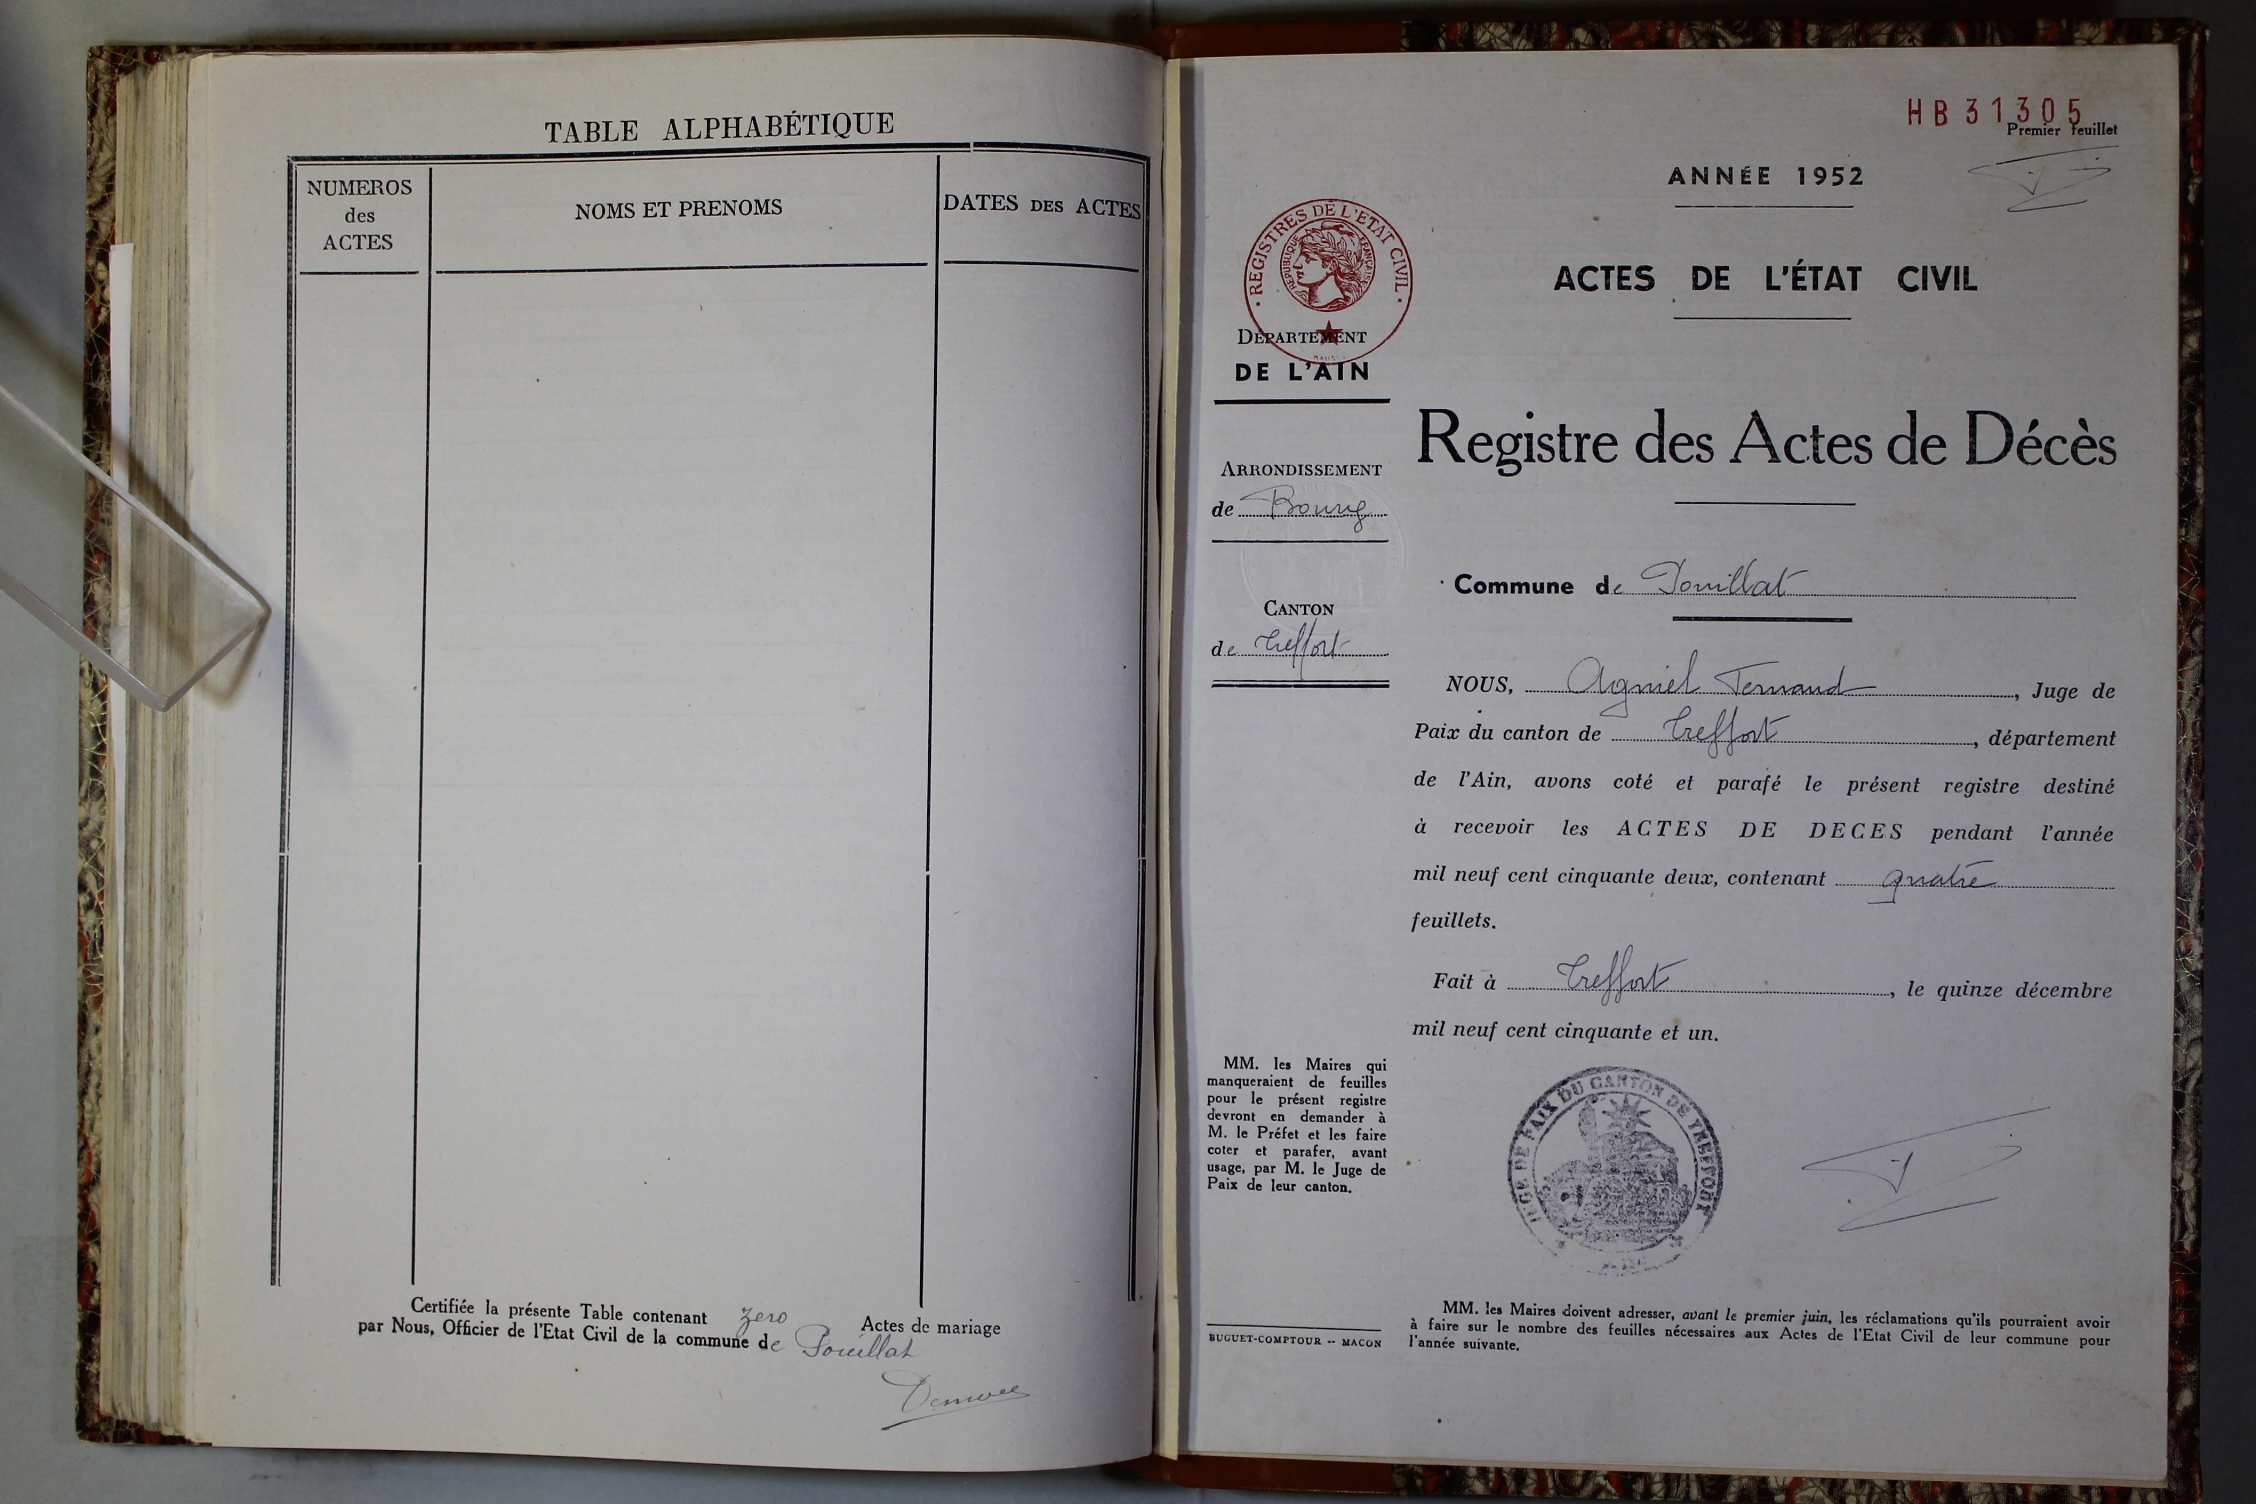 TABLE ALPHABÉTIQUE
NUMEROS
des
ACTES
NOMS ET PRENOMS
DATES DES ACTES
Certifiée la présente Table contenant zero Actes de mariage
par Nous, Officier de l'Etat Civil de la commune de Pouillat
HB31305
Premier feuillet
ANNÉE 1952
ACTES DE L'ÉTAT CIVIL
· REGISTRES DE L'ETAT CIVIL ·
REPUBLIQUE FRANÇAISE
DÉPARTEMENT
DE L'AIN
Registre des Actes de Décès
ARRONDISSEMENT
de Bourg
CANTON
de Treffort
Commune de Pouillat
NOUS, Agniel Fernand, Juge de
Paix du canton de Treffort, département
de l'Ain, avons coté et parafé le présent registre destiné
à recevoir les ACTES DE DECES pendant l'année
mil neuf cent cinquante deux, contenant quatre
feuillets.
Fait à Treffort, le quinze décembre
mil neuf cent cinquante et un.
MM. les Maires qui
manqueraient de feuilles
pour le présent registre
devront en demander à
M. le Préfet et les faire
coter et parafer, avant
usage, par M. le Juge de
Paix de leur canton.
JUGE DE PAIX DU CANTON DE TREFFORT
BUGUET-COMPTOUR -- MACON
MM. les Maires doivent adresser, avant le premier juin, les réclamations qu'ils pourraient avoir
à faire sur le nombre des feuilles nécessaires aux Actes de l'Etat Civil de leur commune pour
l'année suivante.